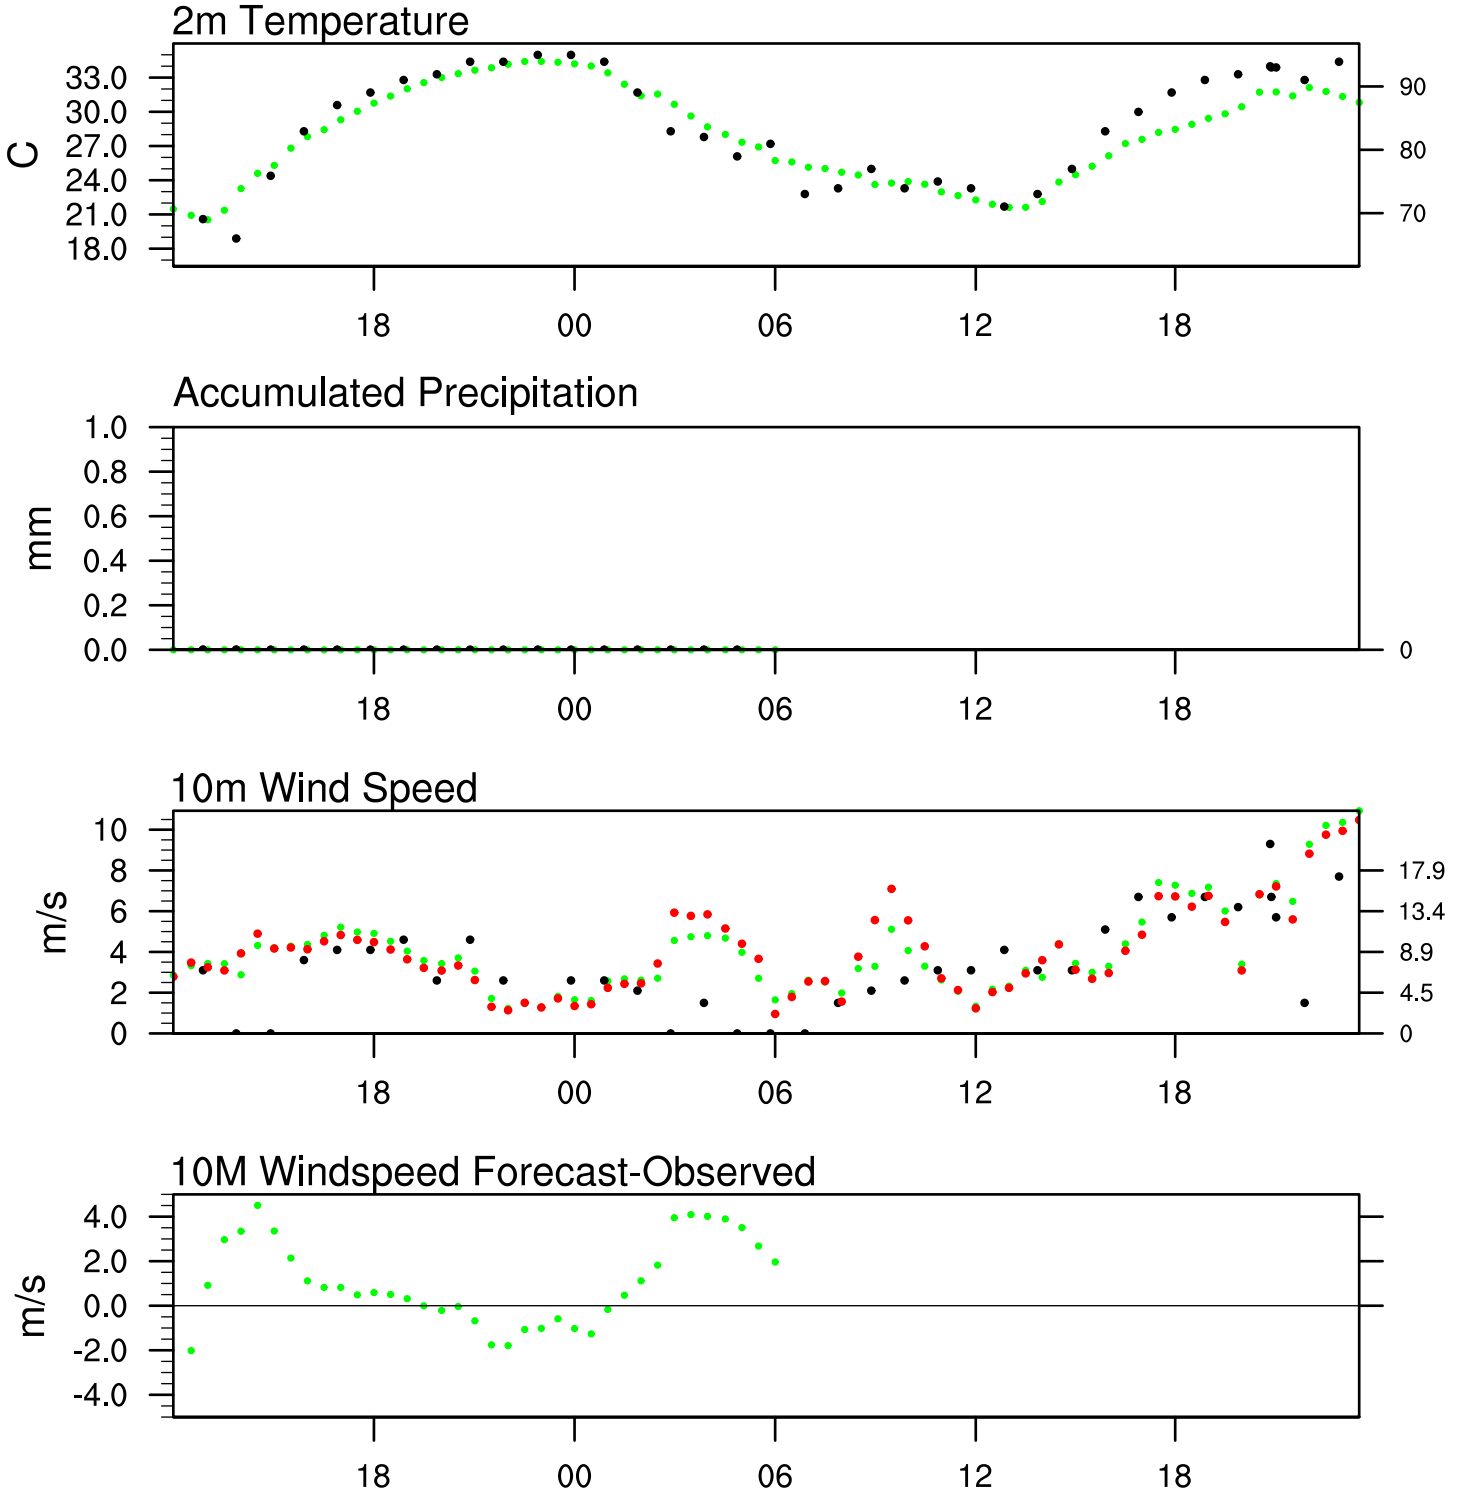 2m Temperature
C
33.0
30.0
27.0
24.0
21.0
18.0
90
80
70
18 00 06 12 18
Accumulated Precipitation
mm
1.0
0.8
0.6
0.4
0.2
0.0
0
18 00 06 12 18
10m Wind Speed
m/s
10
8
6
4
2
0
17.9
13.4
8.9
4.5
0
18 00 06 12 18
10M Windspeed Forecast-Observed
m/s
4.0
2.0
0.0
-2.0
-4.0
18 00 06 12 18